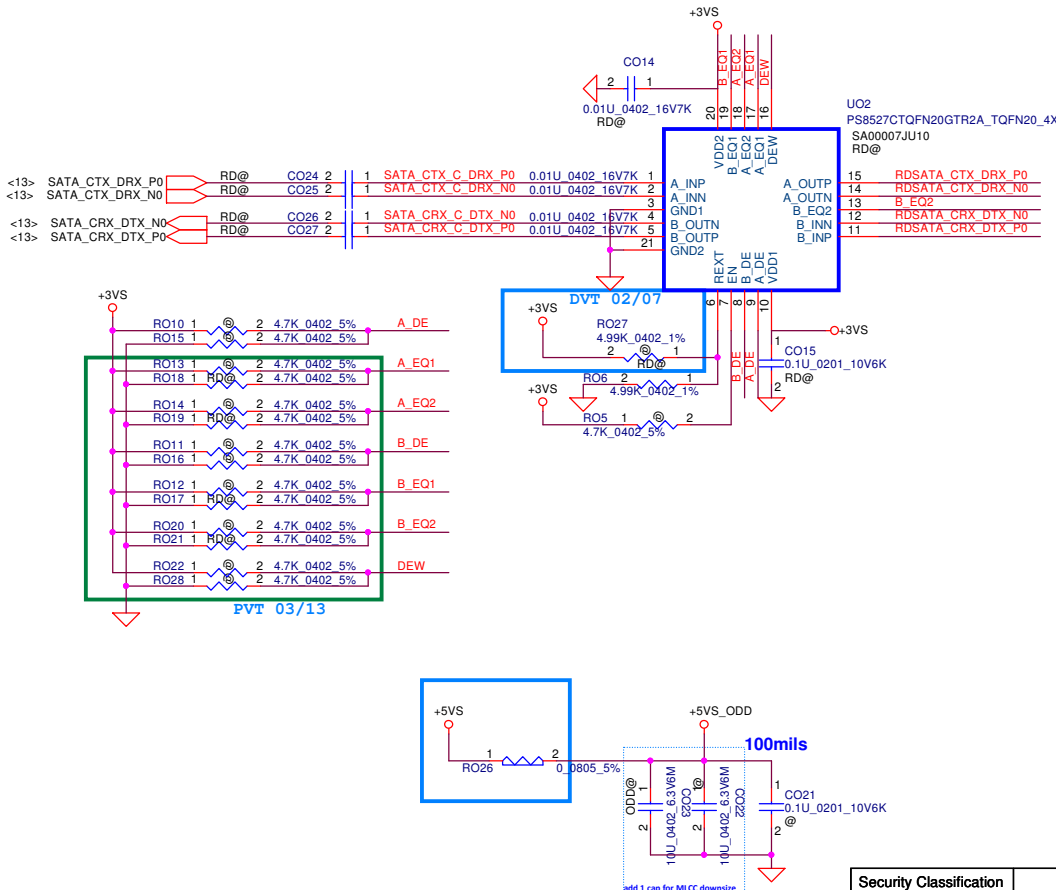 +3VS
CO14
2 1
0.01U_0402_16V7K
RD@
B_EQ1
A_EQ2
A_EQ1
DEW
20
19
18
17
16
VDD2
B_EQ1
A_EQ2
A_EQ1
DEW
UO2
PS8527CTQFN20GTR2A_TQFN20_4X
SA00007JU10
RD@
<13> SATA_CTX_DRX_P0 RD@ CO24 2 1 SATA_CTX_C_DRX_P0 0.01U_0402_16V7K 1 A_INP A_OUTP 15 RDSATA_CTX_DRX_P0
<13> SATA_CTX_DRX_N0 RD@ CO25 2 1 SATA_CTX_C_DRX_N0 0.01U_0402_16V7K 2 A_INN A_OUTN 14 RDSATA_CTX_DRX_N0
3 GND1 B_EQ2 13 B_EQ2
<13> SATA_CRX_DTX_N0 RD@ CO26 2 1 SATA_CRX_C_DTX_N0 0.01U_0402_16V7K 4 B_OUTN B_INN 12 RDSATA_CRX_DTX_N0
<13> SATA_CRX_DTX_P0 RD@ CO27 2 1 SATA_CRX_C_DTX_P0 0.01U_0402_16V7K 5 B_OUTP B_INP 11 RDSATA_CRX_DTX_P0
21 GND2
REXT
EN
B_DE
A_DE
VDD1
6
7
8
9
10
B_DE
A_DE
DVT 02/07
+3VS
RO27
4.99K_0402_1%
2 @ 1
RD@
RO6 2 1
4.99K_0402_1%
+3VS
RO5 1 @ 2
4.7K_0402_5%
+3VS
1
CO15
0.1U_0201_10V6K
RD@
2
+3VS
RO10 1 @ 2 4.7K_0402_5% A_DE
RO15 1 2 4.7K_0402_5%
RO13 1 @ 2 4.7K_0402_5% A_EQ1
RO18 1 RD@ 2 4.7K_0402_5%
RO14 1 @ 2 4.7K_0402_5% A_EQ2
RO19 1 RD@ 2 4.7K_0402_5%
RO11 1 @ 2 4.7K_0402_5% B_DE
RO16 1 @ 2 4.7K_0402_5%
RO12 1 @ 2 4.7K_0402_5% B_EQ1
RO17 1 RD@ 2 4.7K_0402_5%
RO20 1 @ 2 4.7K_0402_5% B_EQ2
RO21 1 RD@ 2 4.7K_0402_5%
RO22 1 @ 2 4.7K_0402_5% DEW
RO28 1 @ 2 4.7K_0402_5%
PVT 03/13
+5VS
RO26 1 2 0_0805_5%
+5VS_ODD
100mils
ODD@
1
2
10U_0402_6.3V6M
CO23
@
1
2
10U_0402_6.3V6M
CO22
1
CO21
0.1U_0201_10V6K
@
2
add 1 cap for MLCC downsize
Security Classification